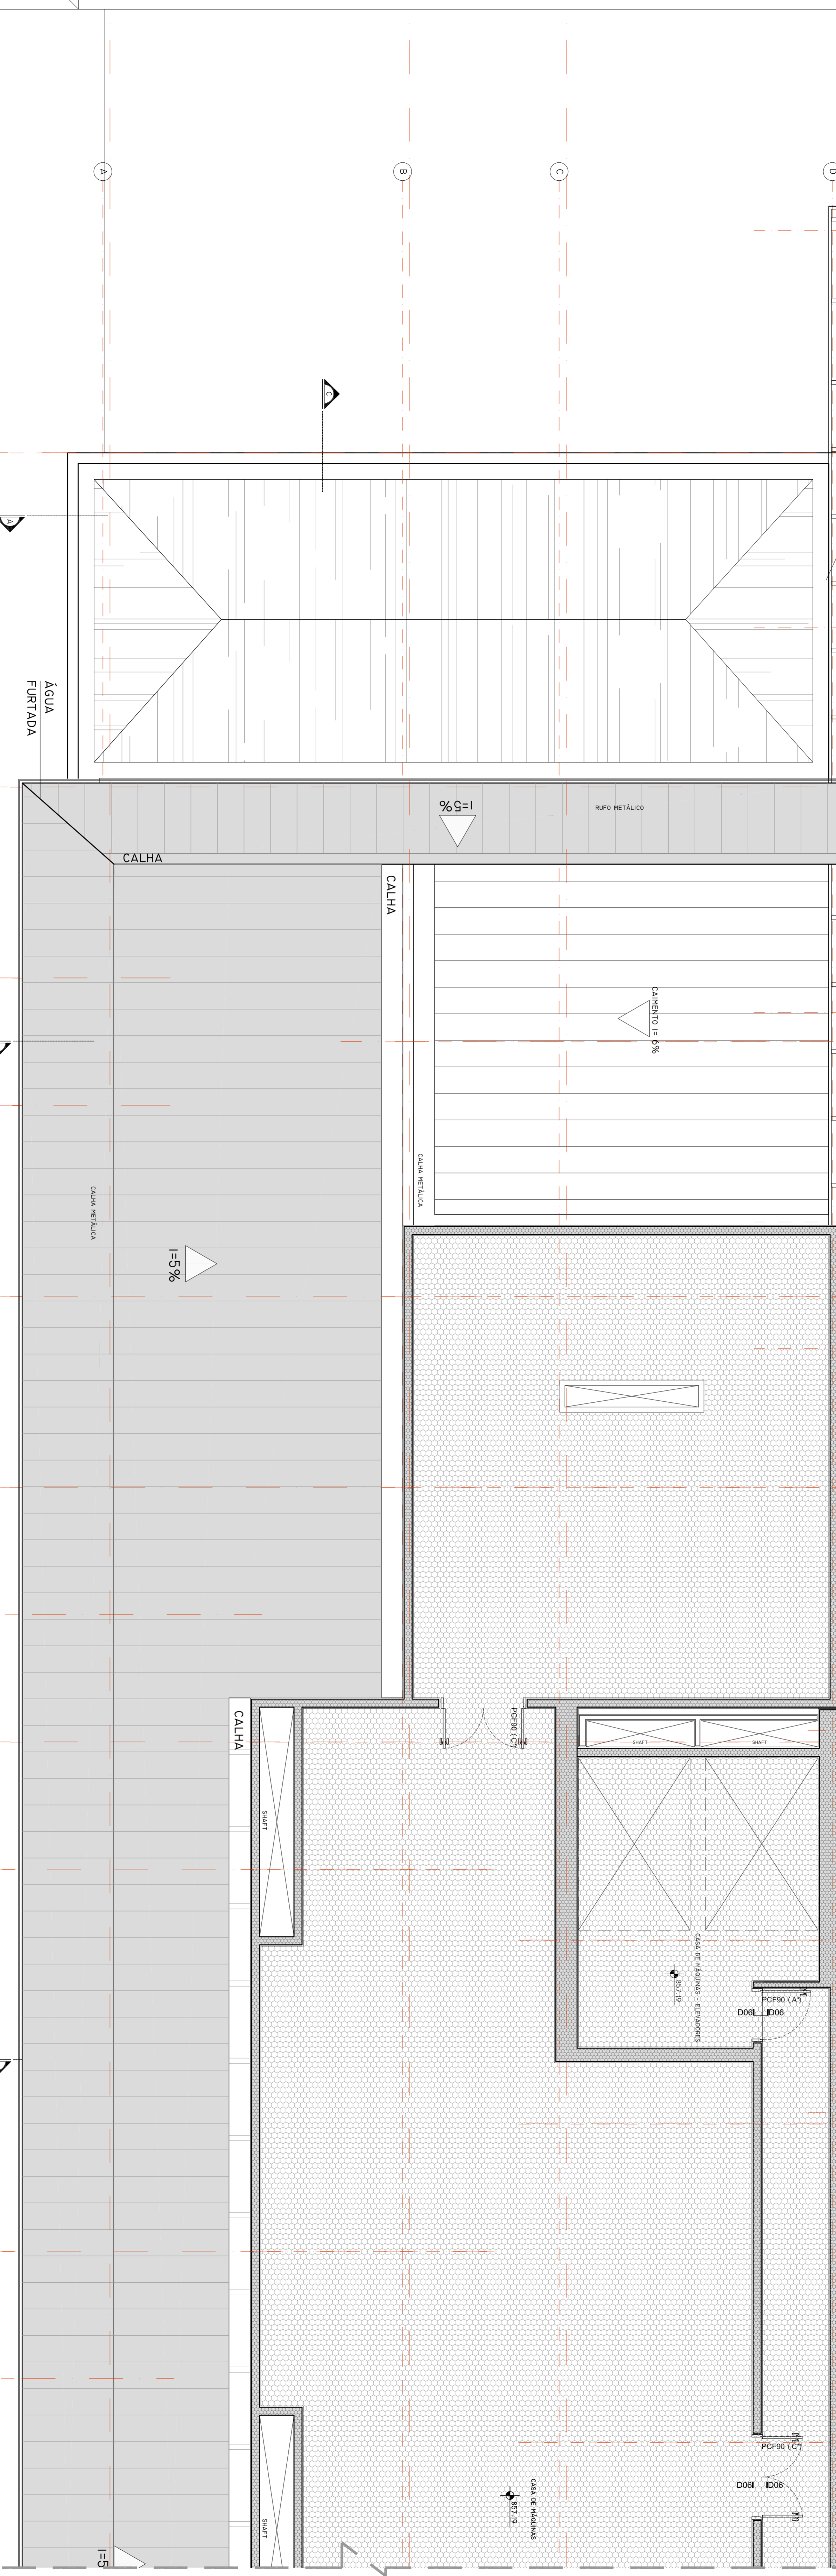 A
B
C
D
C
A
ÁGUA
FURTADA
I=5%
RUFO METÁLICO
CALHA
CALHA
CAIMENTO I= 6%
CALHA METÁLICA
CALHA METÁLICA
I=5%
PCF90 (C")
CALHA
SHAFT
SHAFT
SHAFT
CASA DE MÁQUINAS - ELEVADORES
857.19
PCF90 ( A")
D06
D06
PCF90 ( C")
D06
D06
CASA DE MÁQUINAS
857.19
SHAFT
I=5